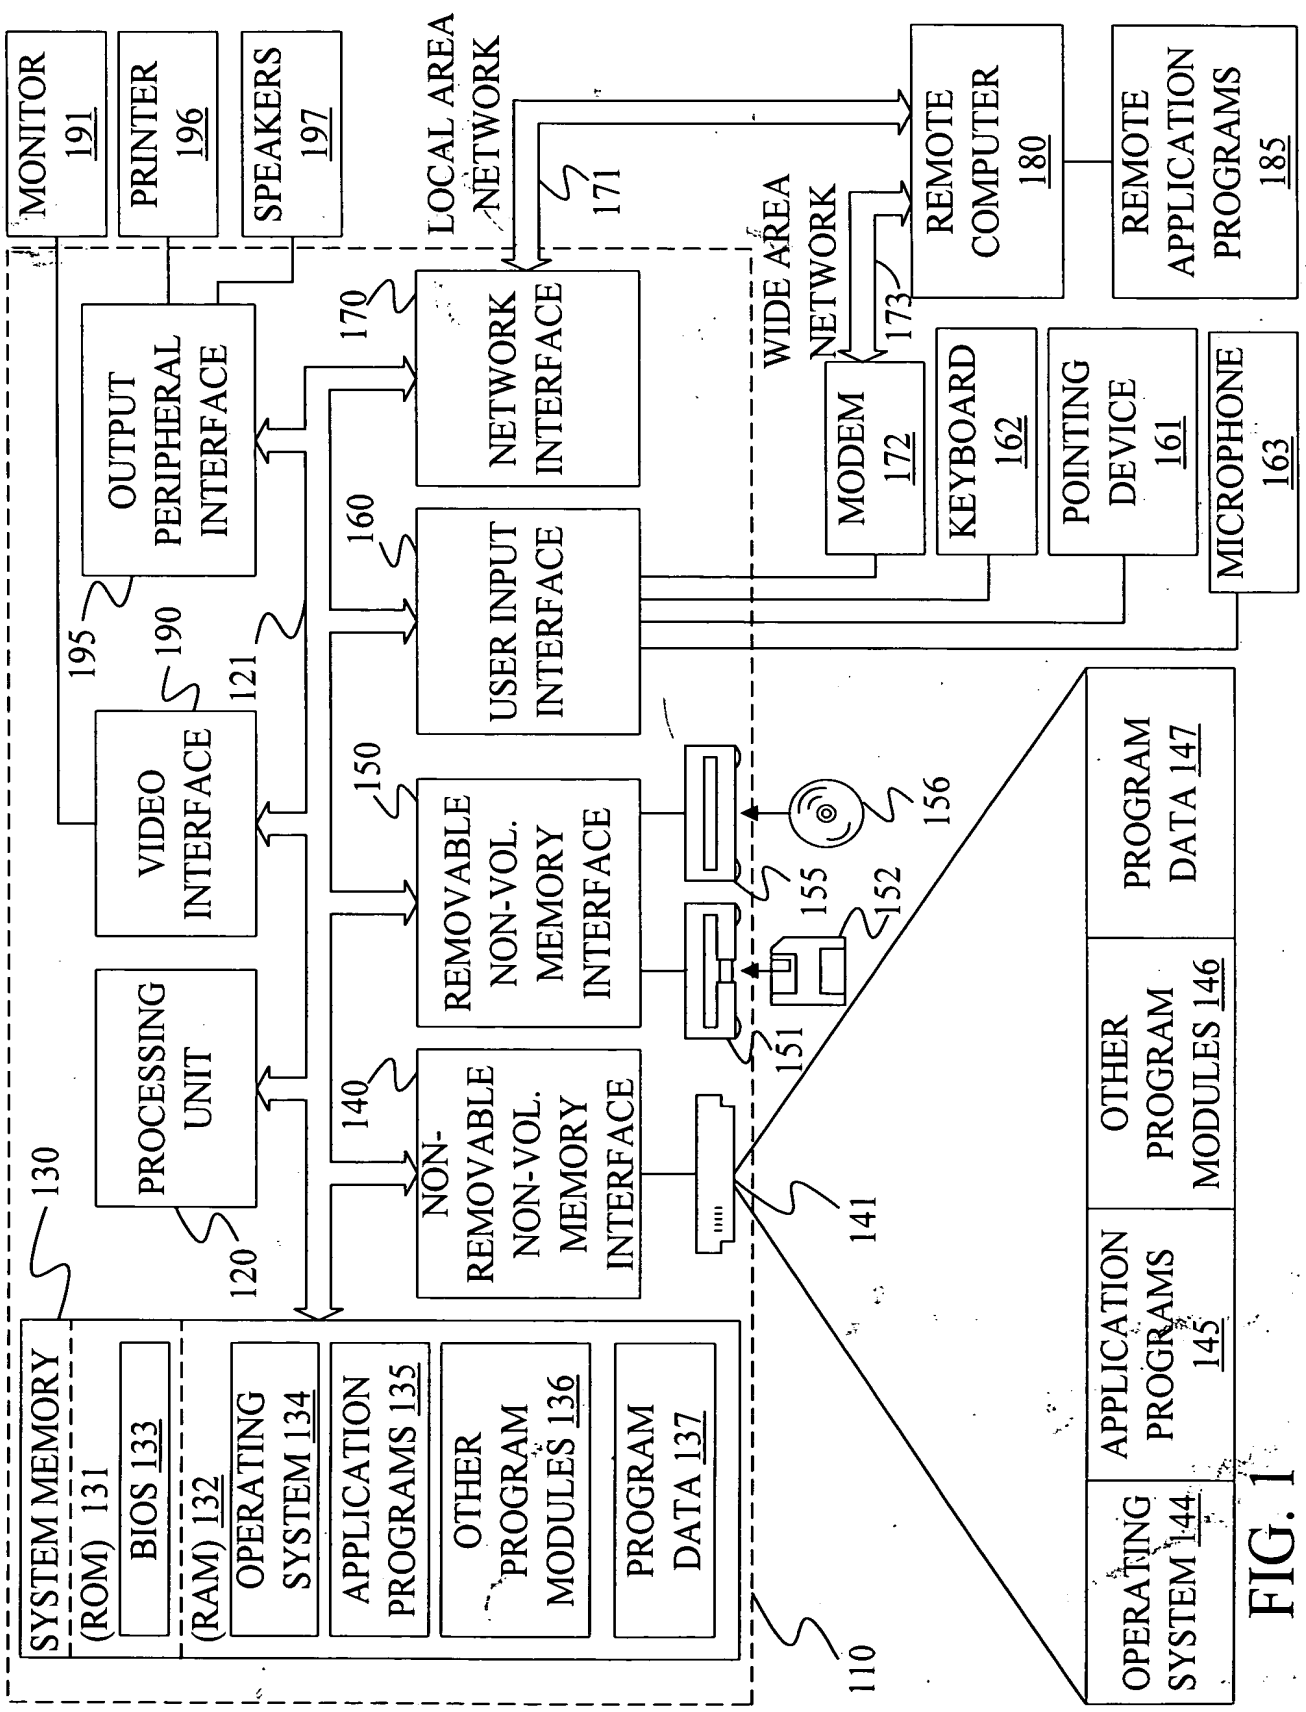 SYSTEM MEMORY
(ROM) 131
BIOS 133
(RAM) 132
OPERATING
SYSTEM 134
APPLICATION
PROGRAMS 135
OTHER
PROGRAM
MODULES 136
PROGRAM
DATA 137
130
120
PROCESSING
UNIT
VIDEO
INTERFACE
190
121
195
OUTPUT
PERIPHERAL
INTERFACE
MONITOR
191
PRINTER
196
SPEAKERS
197
140
NON-
REMOVABLE
NON-VOL.
MEMORY
INTERFACE
150
REMOVABLE
NON-VOL.
MEMORY
INTERFACE
160
USER INPUT
INTERFACE
170
NETWORK
INTERFACE
LOCAL AREA
NETWORK
171
WIDE AREA
NETWORK
173
141
151
152
155
156
MODEM
172
KEYBOARD
162
POINTING
DEVICE
161
MICROPHONE
163
REMOTE
COMPUTER
180
REMOTE
APPLICATION
PROGRAMS
185
110
OPERATING
SYSTEM 144
APPLICATION
PROGRAMS
145
OTHER
PROGRAM
MODULES 146
PROGRAM
DATA 147
FIG. 1